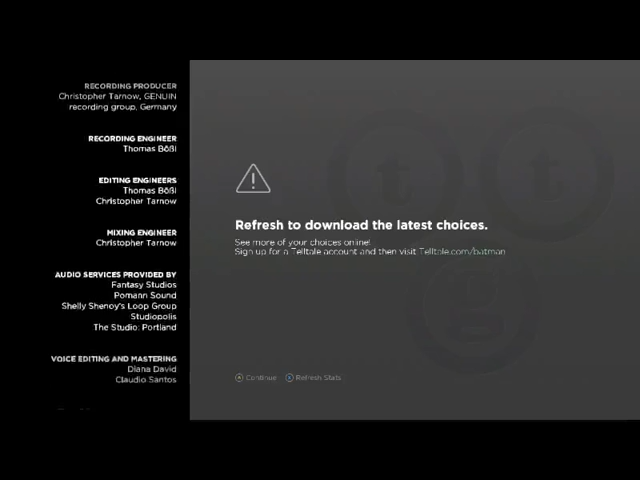 RECORDING PRODUCER
Christopher Tarnow, GENUIN
recording group, Germany
RECORDING ENGINEER
Thomas Bößl
EDITING ENGINEERS
Thomas Bößl
Christopher Tarnow
MIXING ENGINEER
Christopher Tarnow
AUDIO SERVICES PROVIDED BY
Fantasy Studios
Pomann Sound
Shelly Shenoy's Loop Group
Studiopolis
The Studio: Portland
VOICE EDITING AND MASTERING
Diana David
Claudio Santos
Refresh to download the latest choices.
See more of your choices online!
Sign up for a Telltale account and then visit Telltale.com/batman
Continue
Refresh Stats